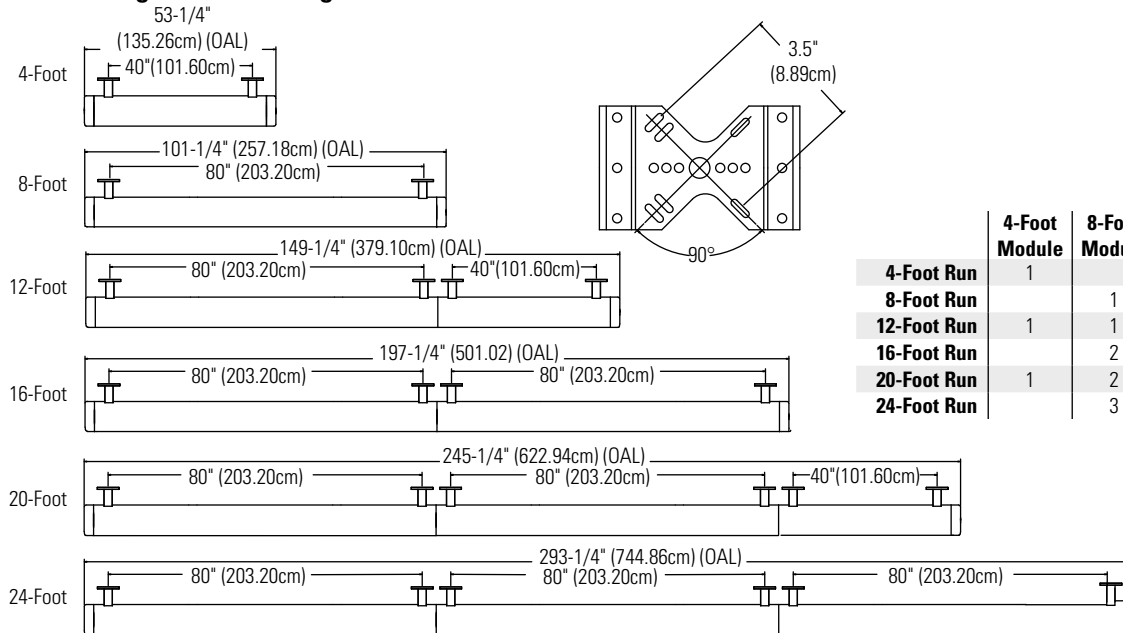 53-1/4"
(135.26cm) (OAL)
4-Foot
40"(101.60cm)
3.5"
(8.89cm)
90°
101-1/4" (257.18cm) (OAL)
8-Foot
80" (203.20cm)
149-1/4" (379.10cm) (OAL)
12-Foot
80" (203.20cm)
40"(101.60cm)
197-1/4" (501.02) (OAL)
16-Foot
80" (203.20cm)
80" (203.20cm)
245-1/4" (622.94cm) (OAL)
20-Foot
80" (203.20cm)
80" (203.20cm)
40"(101.60cm)
293-1/4" (744.86cm) (OAL)
24-Foot
80" (203.20cm)
80" (203.20cm)
80" (203.20cm)
4-Foot
Module
4-Foot Run 1
8-Foot Run 1
12-Foot Run 1 1
16-Foot Run 2
20-Foot Run 1 2
24-Foot Run 3